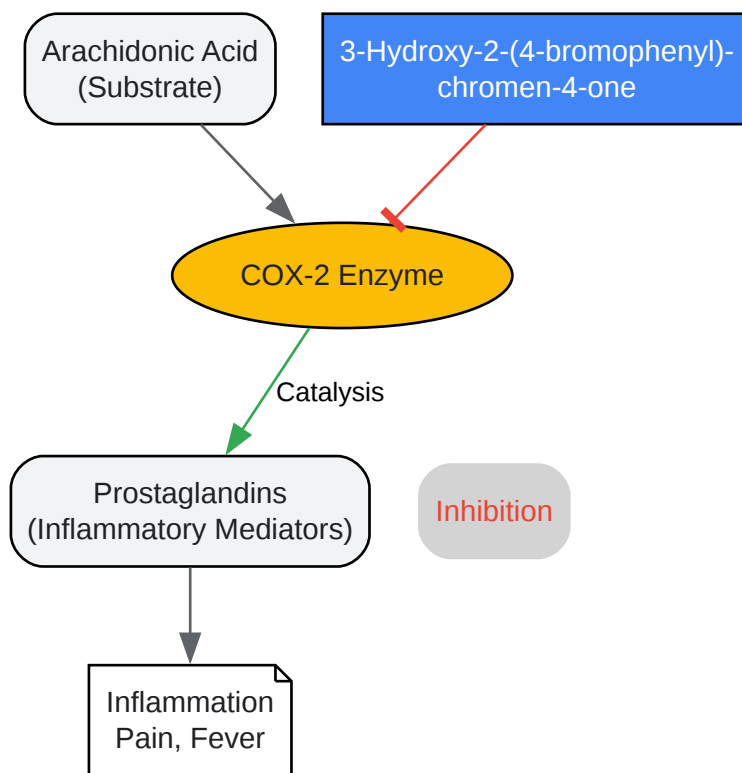 Arachidonic Acid
(Substrate)
3-Hydroxy-2-(4-bromophenyl)-
chromen-4-one
COX-2 Enzyme
Catalysis
Prostaglandins
(Inflammatory Mediators)
Inhibition
Inflammation
Pain, Fever